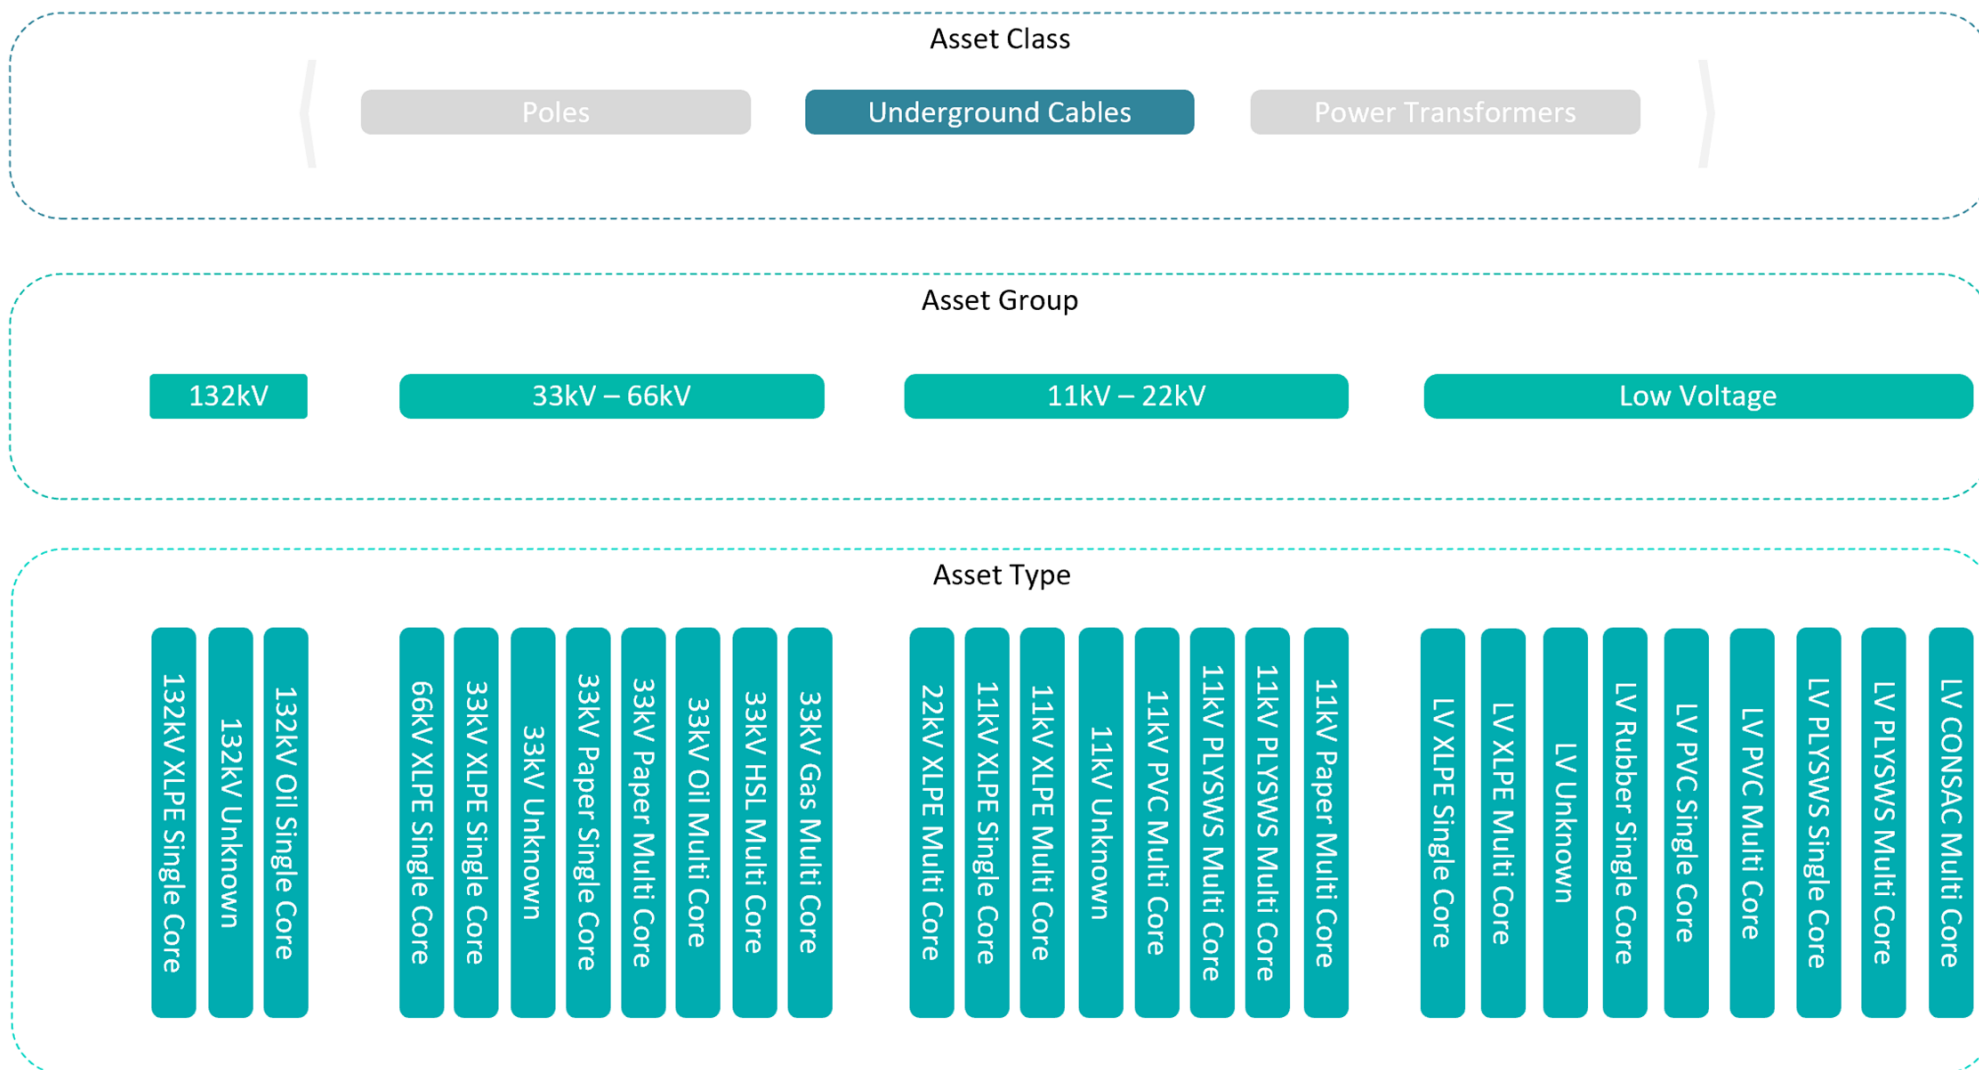 Asset Class
Poles
Underground Cables
Power Transformers
Asset Group
132kV
33kV – 66kV
11kV – 22kV
Low Voltage
Asset Type
132kV XLPE Single Core
132kV Unknown
132kV Oil Single Core
66kV XLPE Single Core
33kV XLPE Single Core
33kV Unknown
33kV Paper Single Core
33kV Paper Multi Core
33kV Oil Multi Core
33kV HSL Multi Core
33kV Gas Multi Core
22kV XLPE Multi Core
11kV XLPE Single Core
11kV XLPE Multi Core
11kV Unknown
11kV PVC Multi Core
11kV PLYSWS Multi Core
11kV PLYSWS Multi Core
11kV Paper Multi Core
LV XLPE Single Core
LV XLPE Multi Core
LV Unknown
LV Rubber Single Core
LV PVC Single Core
LV PVC Multi Core
LV PLYSWS Single Core
LV PLYSWS Multi Core
LV CONSAC Multi Core